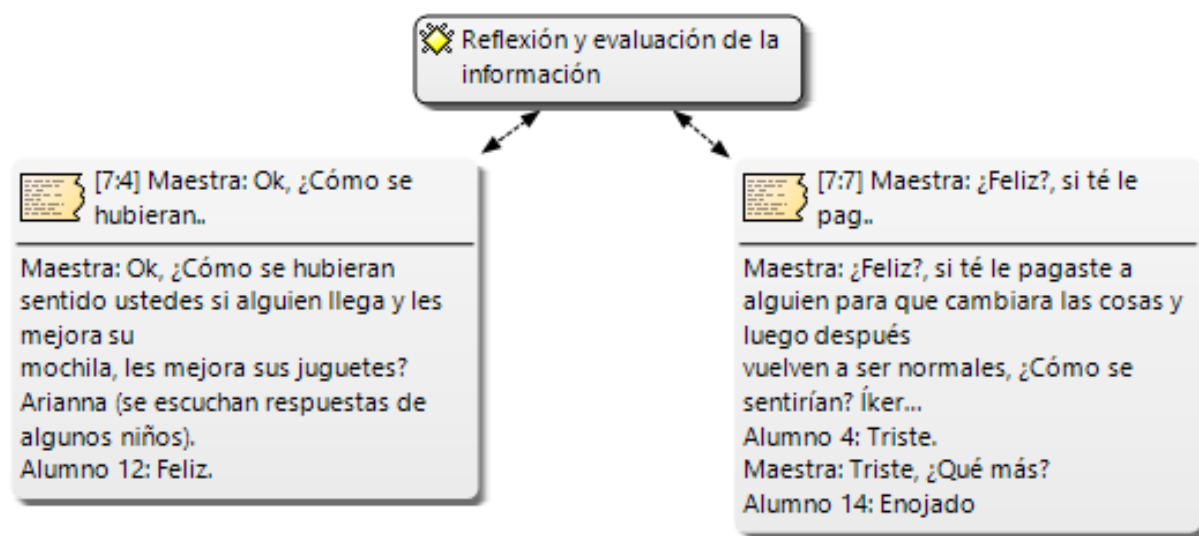 Reflexión y evaluación de la
información
[7:4] Maestra: Ok, ¿Cómo se
hubieran..
Maestra: Ok, ¿Cómo se hubieran
sentido ustedes si alguien llega y les
mejora su
mochila, les mejora sus juguetes?
Arianna (se escuchan respuestas de
algunos niños).
Alumno 12: Feliz.
[7:7] Maestra: ¿Feliz?, si té le
pag..
Maestra: ¿Feliz?, si té le pagaste a
alguien para que cambiara las cosas y
luego después
vuelven a ser normales, ¿Cómo se
sentirían? Íker...
Alumno 4: Triste.
Maestra: Triste, ¿Qué más?
Alumno 14: Enojado